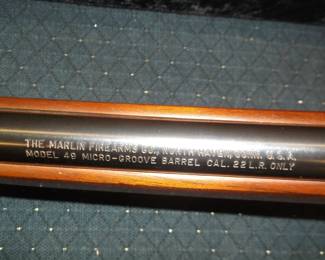 THE MARLIN FIREARMS CO., NORTH HAVEN, CONN. U.S.A.
MODEL 49 MICRO-GROOVE BARREL CAL. 22 L.R. ONLY